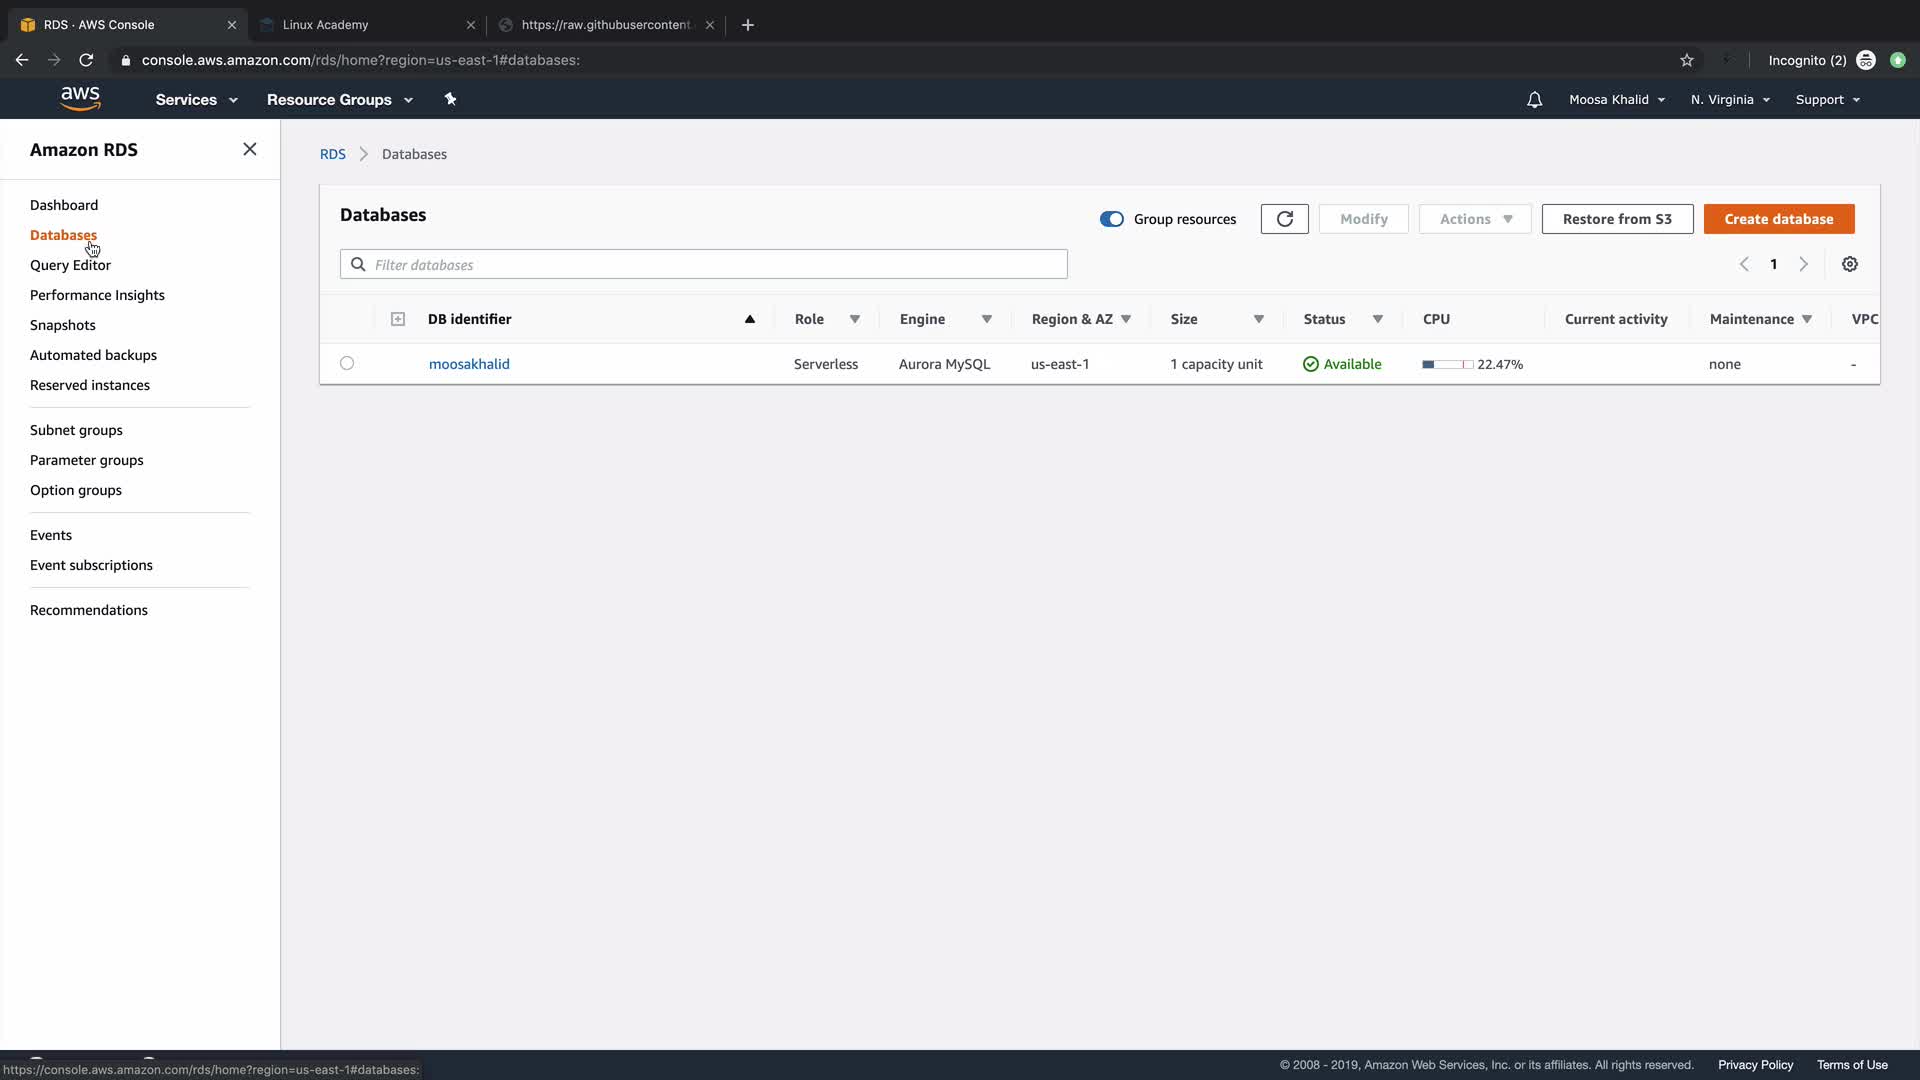 RDS · AWS Console
Linux Academy
https://raw.githubusercontent.
console.aws.amazon.com/rds/home?region=us-east-1#databases:
Incognito (2)
aws
Services
Resource Groups
Moosa Khalid
N. Virginia
Support
Amazon RDS
Dashboard
Databases
Query Editor
Performance Insights
Snapshots
Automated backups
Reserved instances
Subnet groups
Parameter groups
Option groups
Events
Event subscriptions
Recommendations
RDS > Databases
Databases
Group resources
Modify
Actions
Restore from S3
Create database
Filter databases
1
DB identifier Role Engine Region & AZ Size Status CPU Current activity Maintenance VPC
moosakhalid Serverless Aurora MySQL us-east-1 1 capacity unit Available 22.47% none -
https://console.aws.amazon.com/rds/home?region=us-east-1#databases:
© 2008 - 2019, Amazon Web Services, Inc. or its affiliates. All rights reserved. Privacy Policy Terms of Use